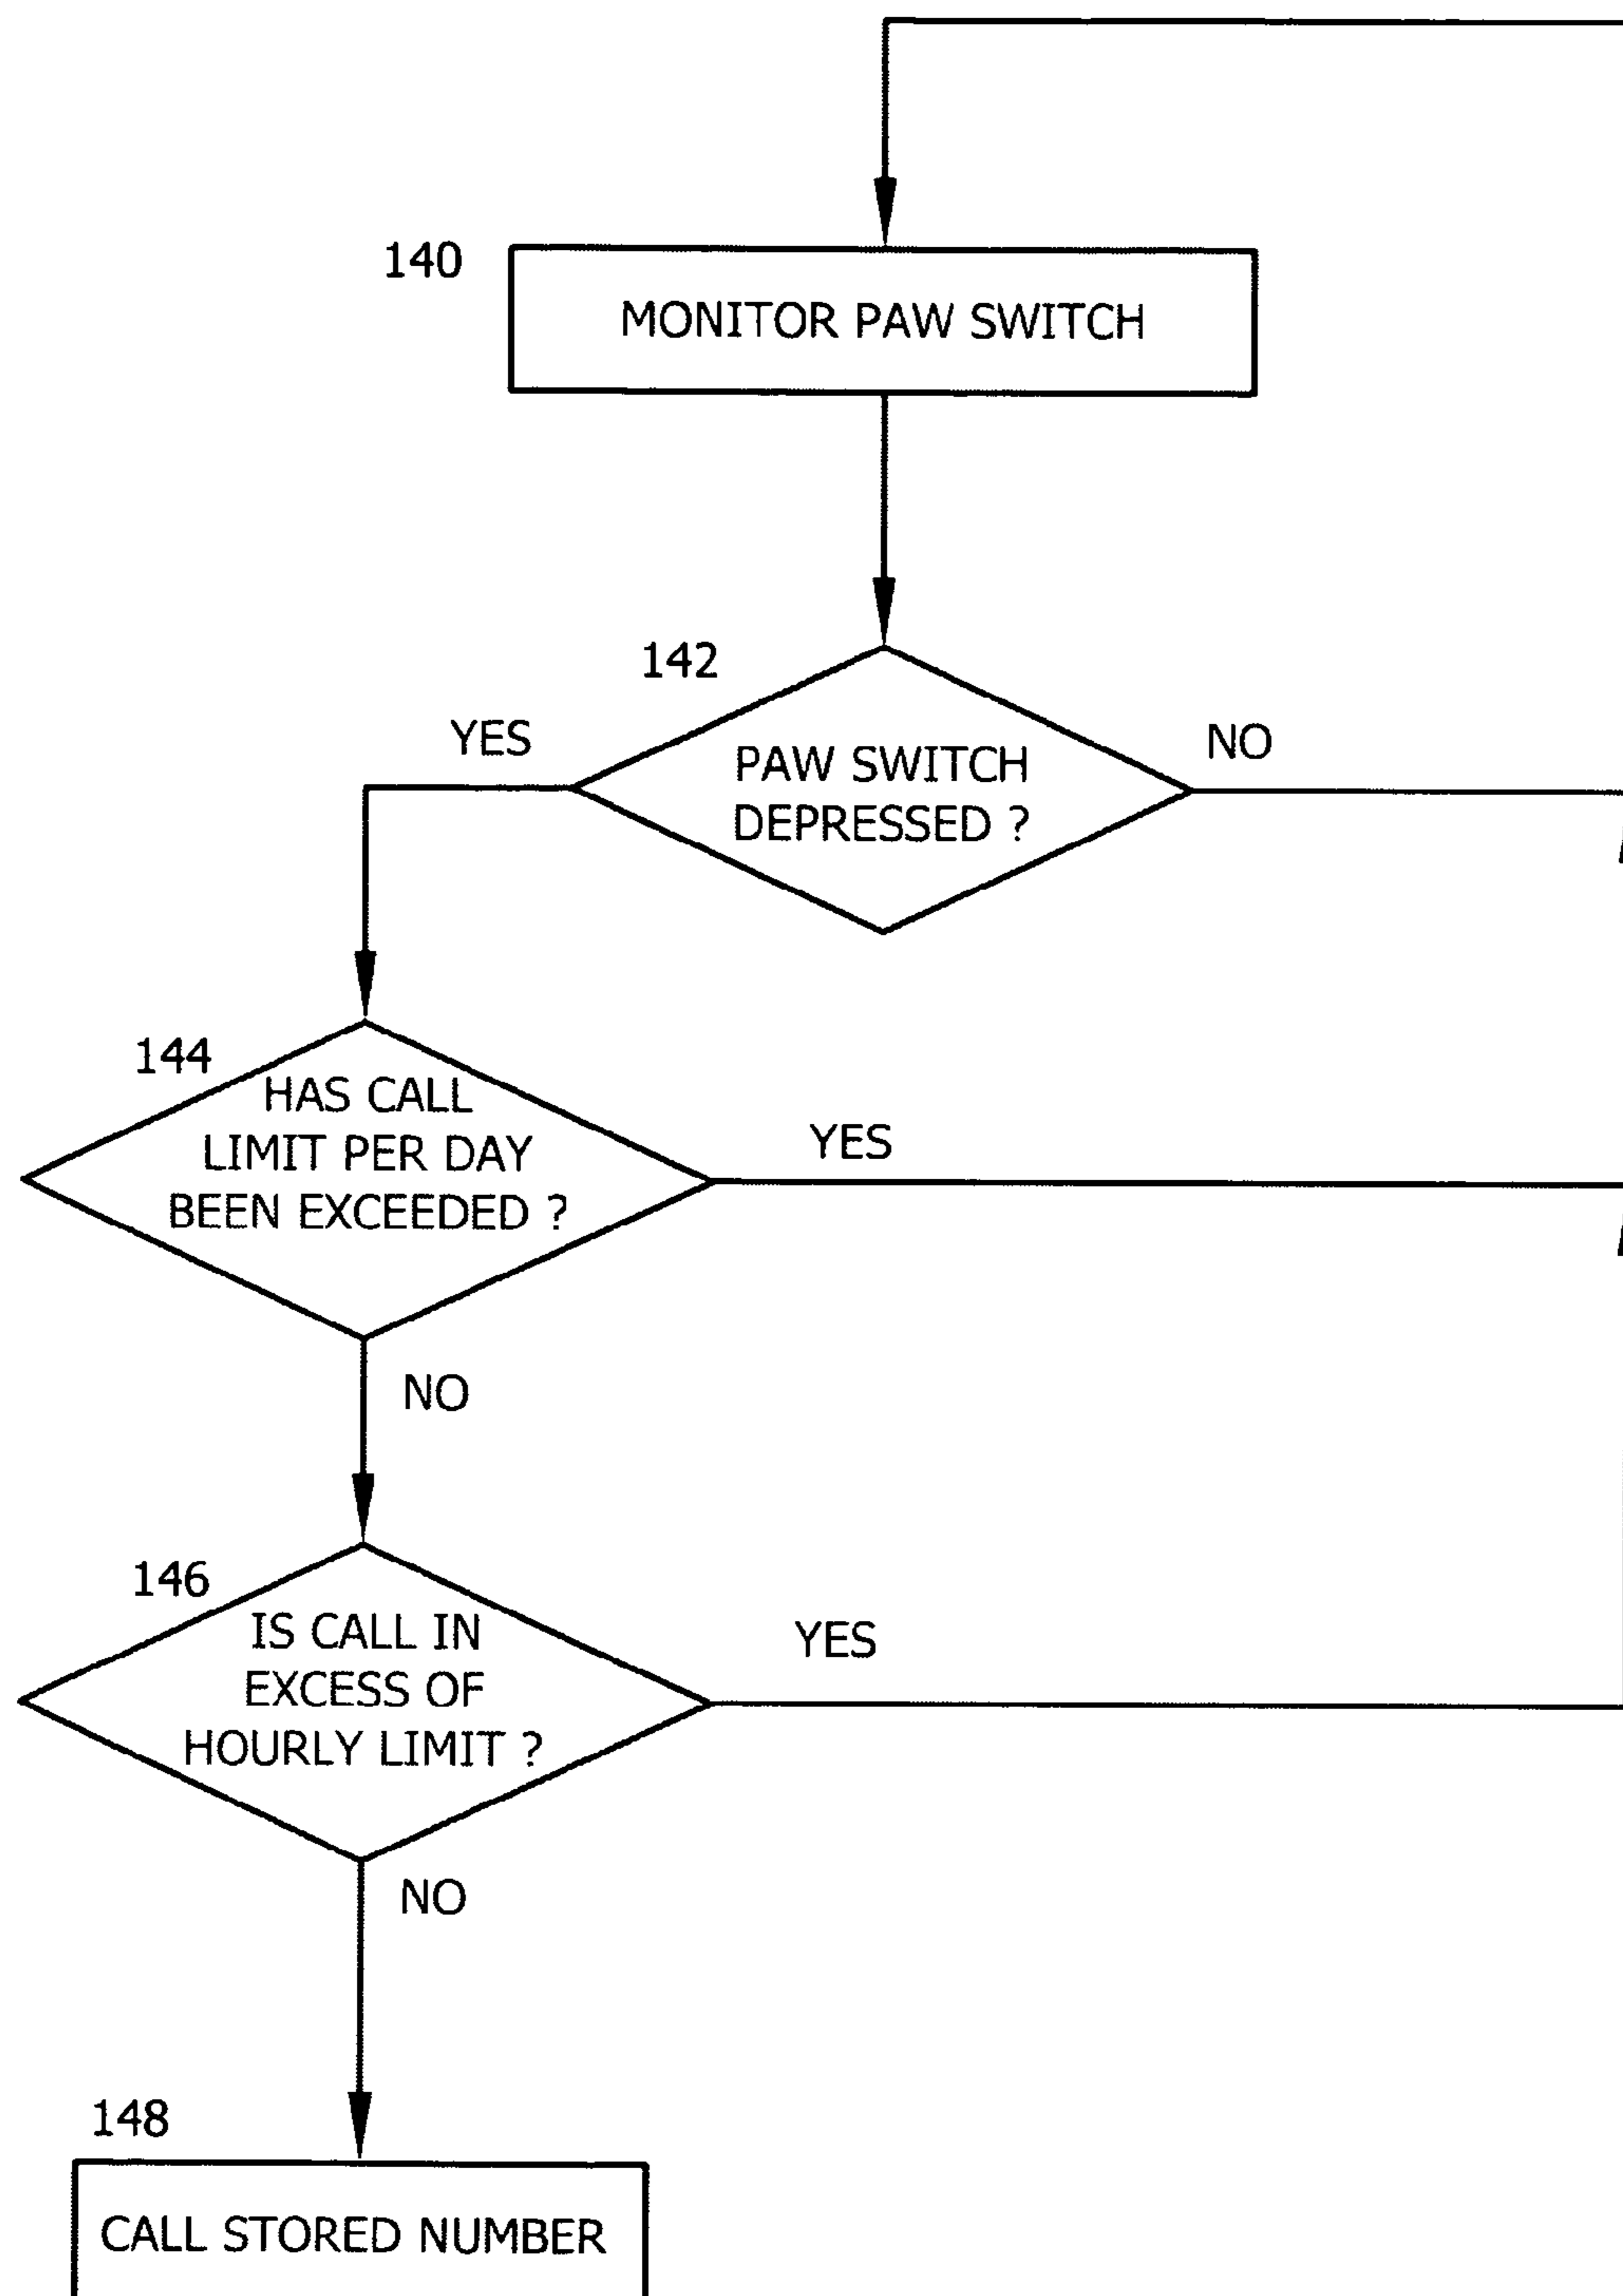 140
MONITOR PAW SWITCH
142
YES
NO
PAW SWITCH
DEPRESSED ?
144
HAS CALL
LIMIT PER DAY
BEEN EXCEEDED ?
YES
NO
146
IS CALL IN
EXCESS OF
HOURLY LIMIT ?
YES
NO
148
CALL STORED NUMBER